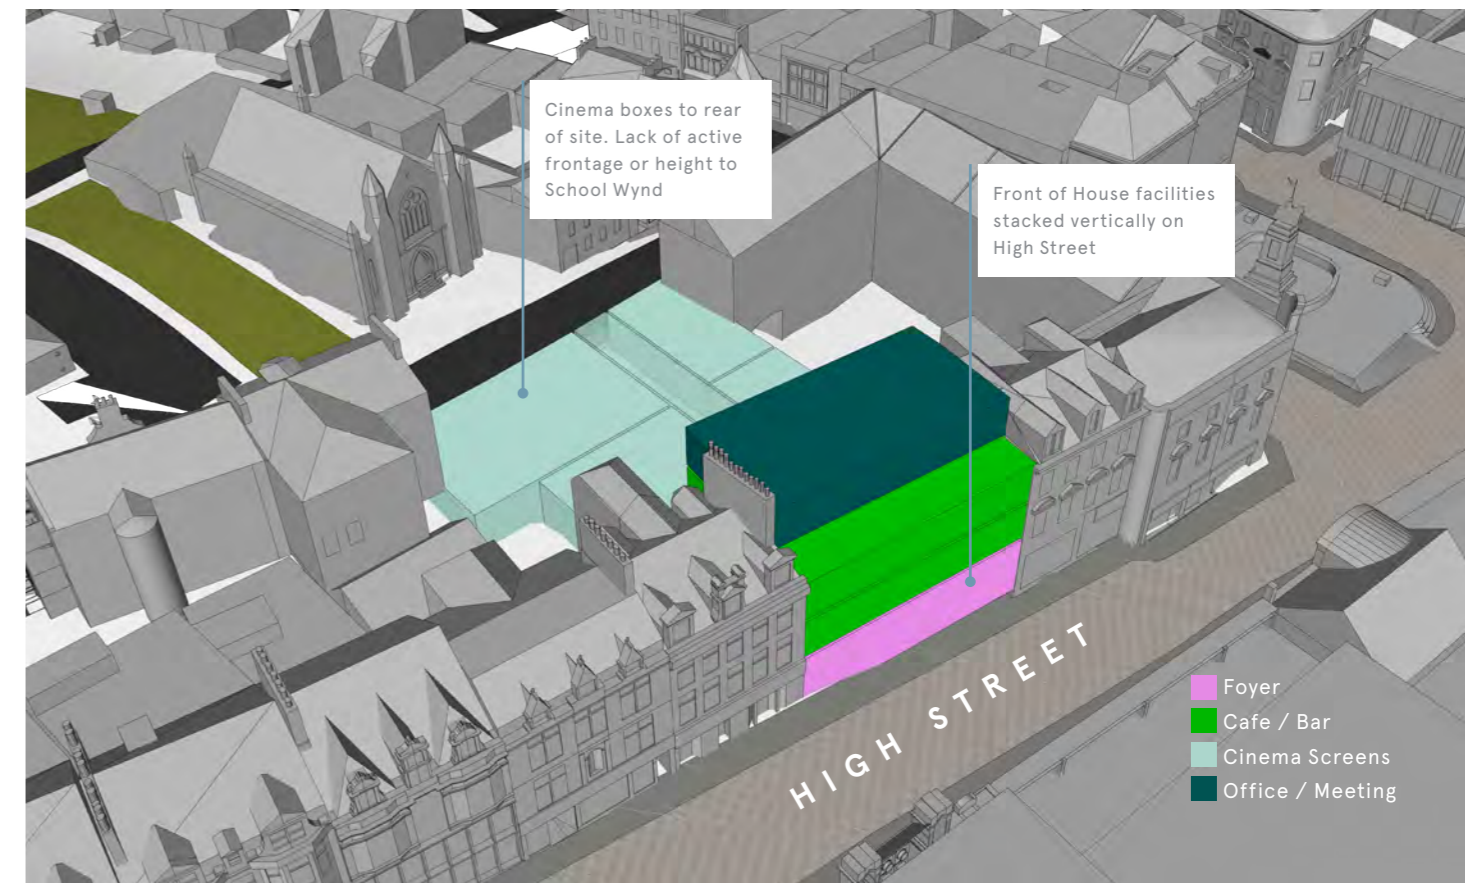 Cinema boxes to rear
of site. Lack of active
frontage or height to
School Wynd
Front of House facilities
stacked vertically on
High Street
HIGH STREET
Foyer
Cafe / Bar
Cinema Screens
Office / Meeting